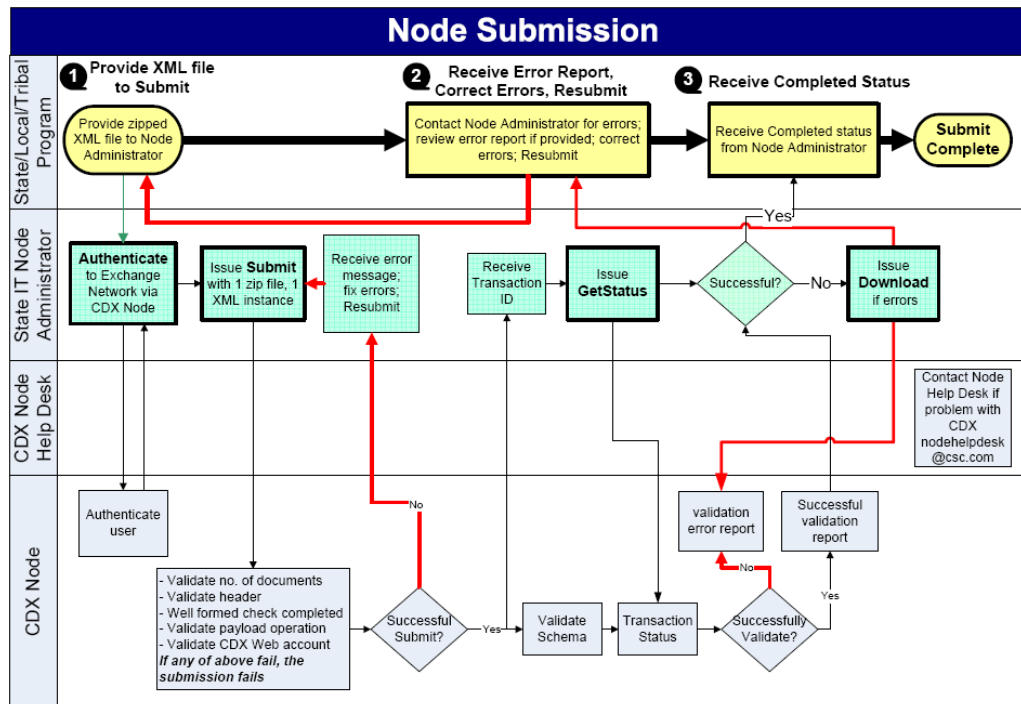 Node Submission
State/Local/Tribal
Program
1
Provide XML file
to Submit
2
Receive Error Report,
Correct Errors, Resubmit
3
Receive Completed Status
Provide zipped
XML file to Node
Administrator
Contact Node Administrator for errors;
review error report if provided; correct
errors; Resubmit
Receive Completed status
from Node Administrator
Submit
Complete
State IT Node
Administrator
Authenticate
to Exchange
Network via
CDX Node
Issue Submit
with 1 zip file, 1
XML instance
Receive error
message;
fix errors;
Resubmit
Receive
Transaction
ID
Issue
GetStatus
Successful?
Yes
No
Issue
Download
if errors
CDX Node
Help Desk
Contact Node
Help Desk if
problem with
CDX
nodehelpdesk
@csc.com
CDX Node
Authenticate
user
- Validate no. of documents
- Validate header
- Well formed check completed
- Validate payload operation
- Validate CDX Web account
If any of above fail, the
submission fails
Successful
Submit?
No
Yes
Validate
Schema
Transaction
Status
Successfully
Validate?
No
Yes
validation
error report
Successful
validation
report